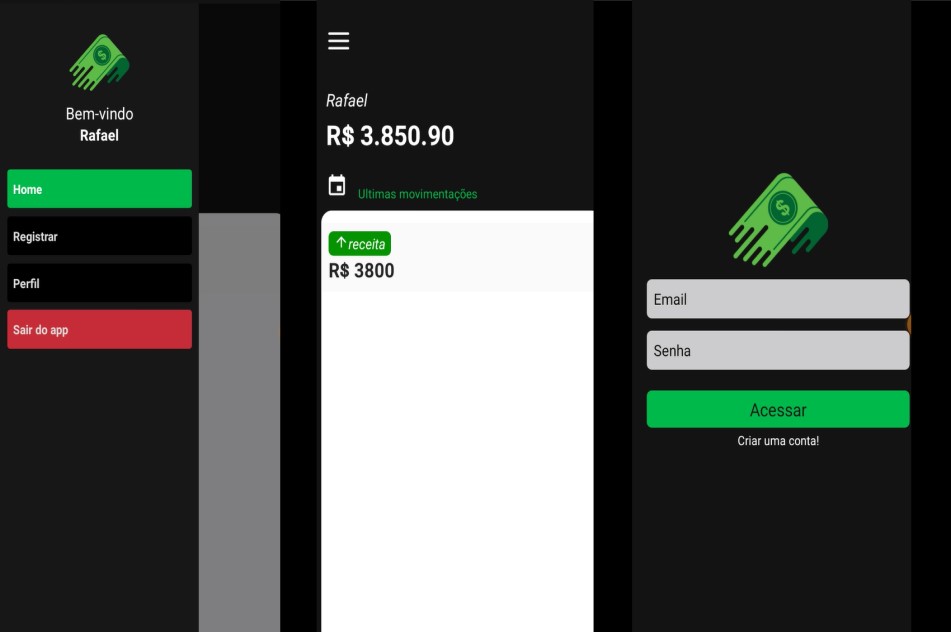 Bem-vindo
Rafael
Home
Registrar
Perfil
Sair do app
Rafael
R$ 3.850.90
Ultimas movimentações
receita
R$ 3800
Email
Senha
Acessar
Criar uma conta!